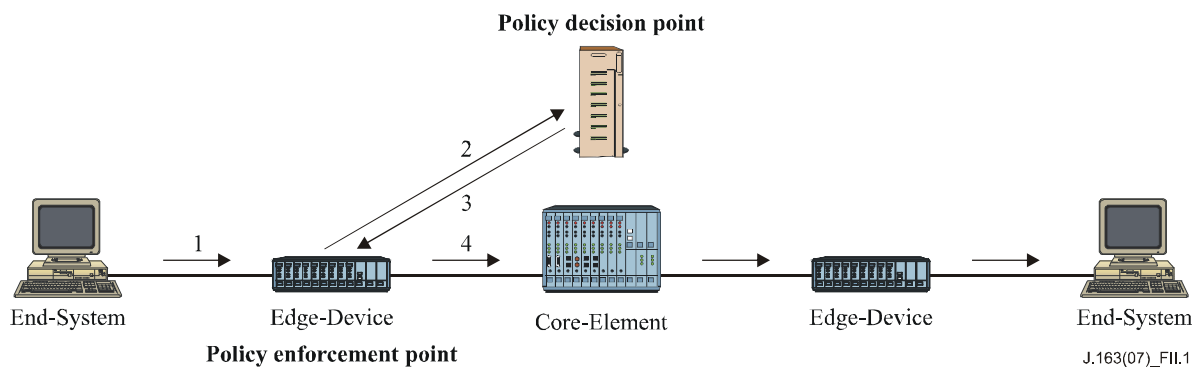 Policy decision point
2
3
1
4
End-System
Edge-Device
Core-Element
Edge-Device
End-System
Policy enforcement point
J.163(07)_FII.1